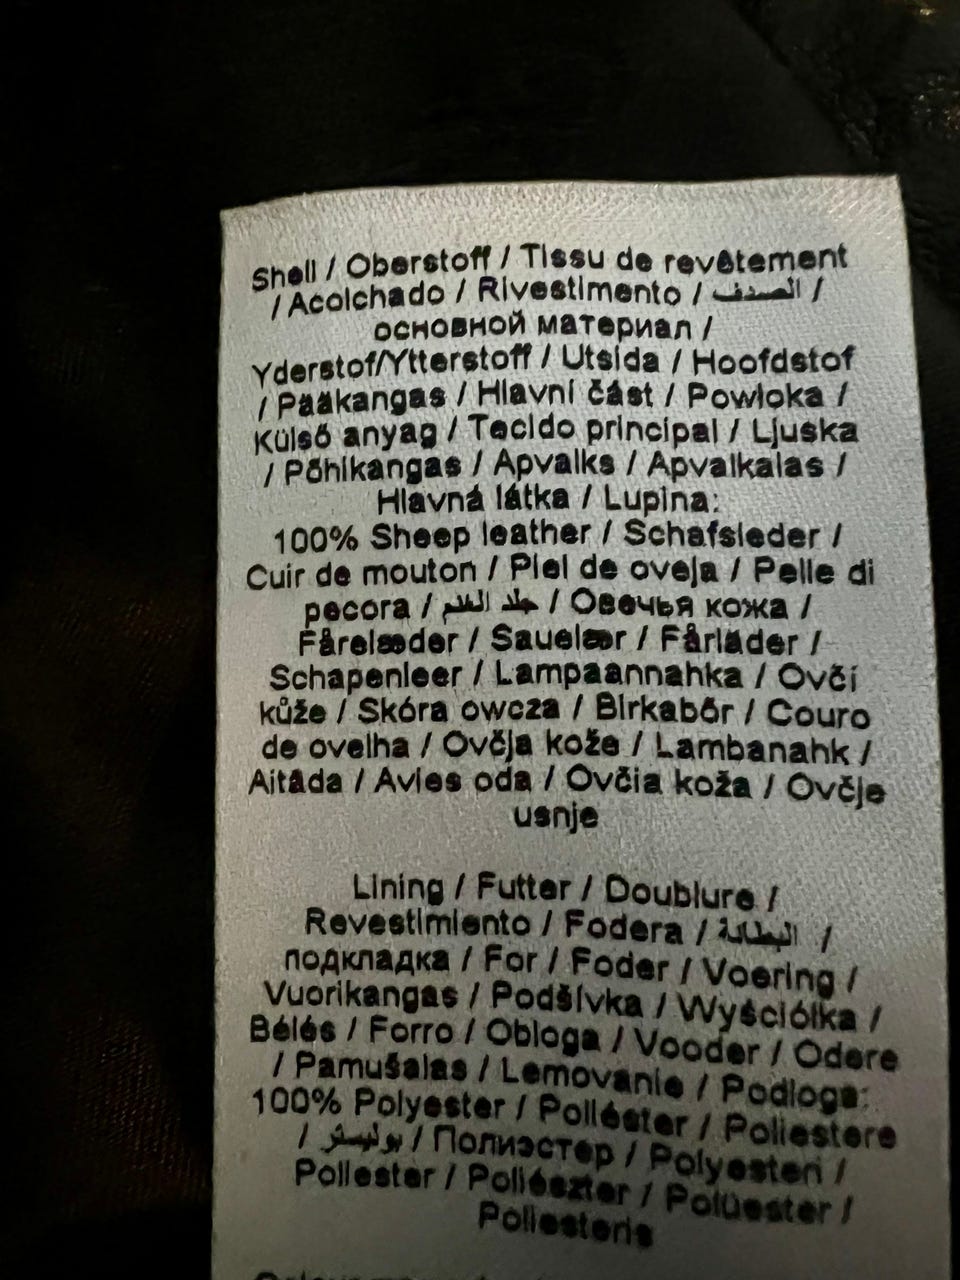 Shell / Oberstoff / Tissu de revêtement
/ Acolchado / Rivestimento / الصدف /
основной материал /
Yderstof/Ytterstoff / Utsida / Hoofdstof
/ Pääkangas / Hlavní část / Powłoka /
Külső anyag / Tecido principal / Ljuska
/ Põhikangas / Apvalks / Apvalkalas /
Hlavná látka / Lupina:
100% Sheep leather / Schafsleder /
Cuir de mouton / Piel de oveja / Pelle di
pecora / جلد الغنم / Овечья кожа /
Fårelæder / Sauelær / Fårläder /
Schapenleer / Lampaannahka / Ovčí
kůže / Skóra owcza / Birkabőr / Couro
de ovelha / Ovčja kože / Lambanahk /
Aitāda / Avies oda / Ovčia koža / Ovčje
usnje
Lining / Futter / Doublure /
Revestimiento / Fodera / البطانة /
подкладка / For / Foder / Voering /
Vuorikangas / Podšívka / Wyściółka /
Bélés / Forro / Obloga / Vooder / Odere
/ Pamušalas / Lemovanie / Podloga:
100% Polyester / Poliéster / Poliestere
/ بوليستر / Полиэстер / Polyesteri /
Poliester / Poliészter / Polüester /
Poliesteris